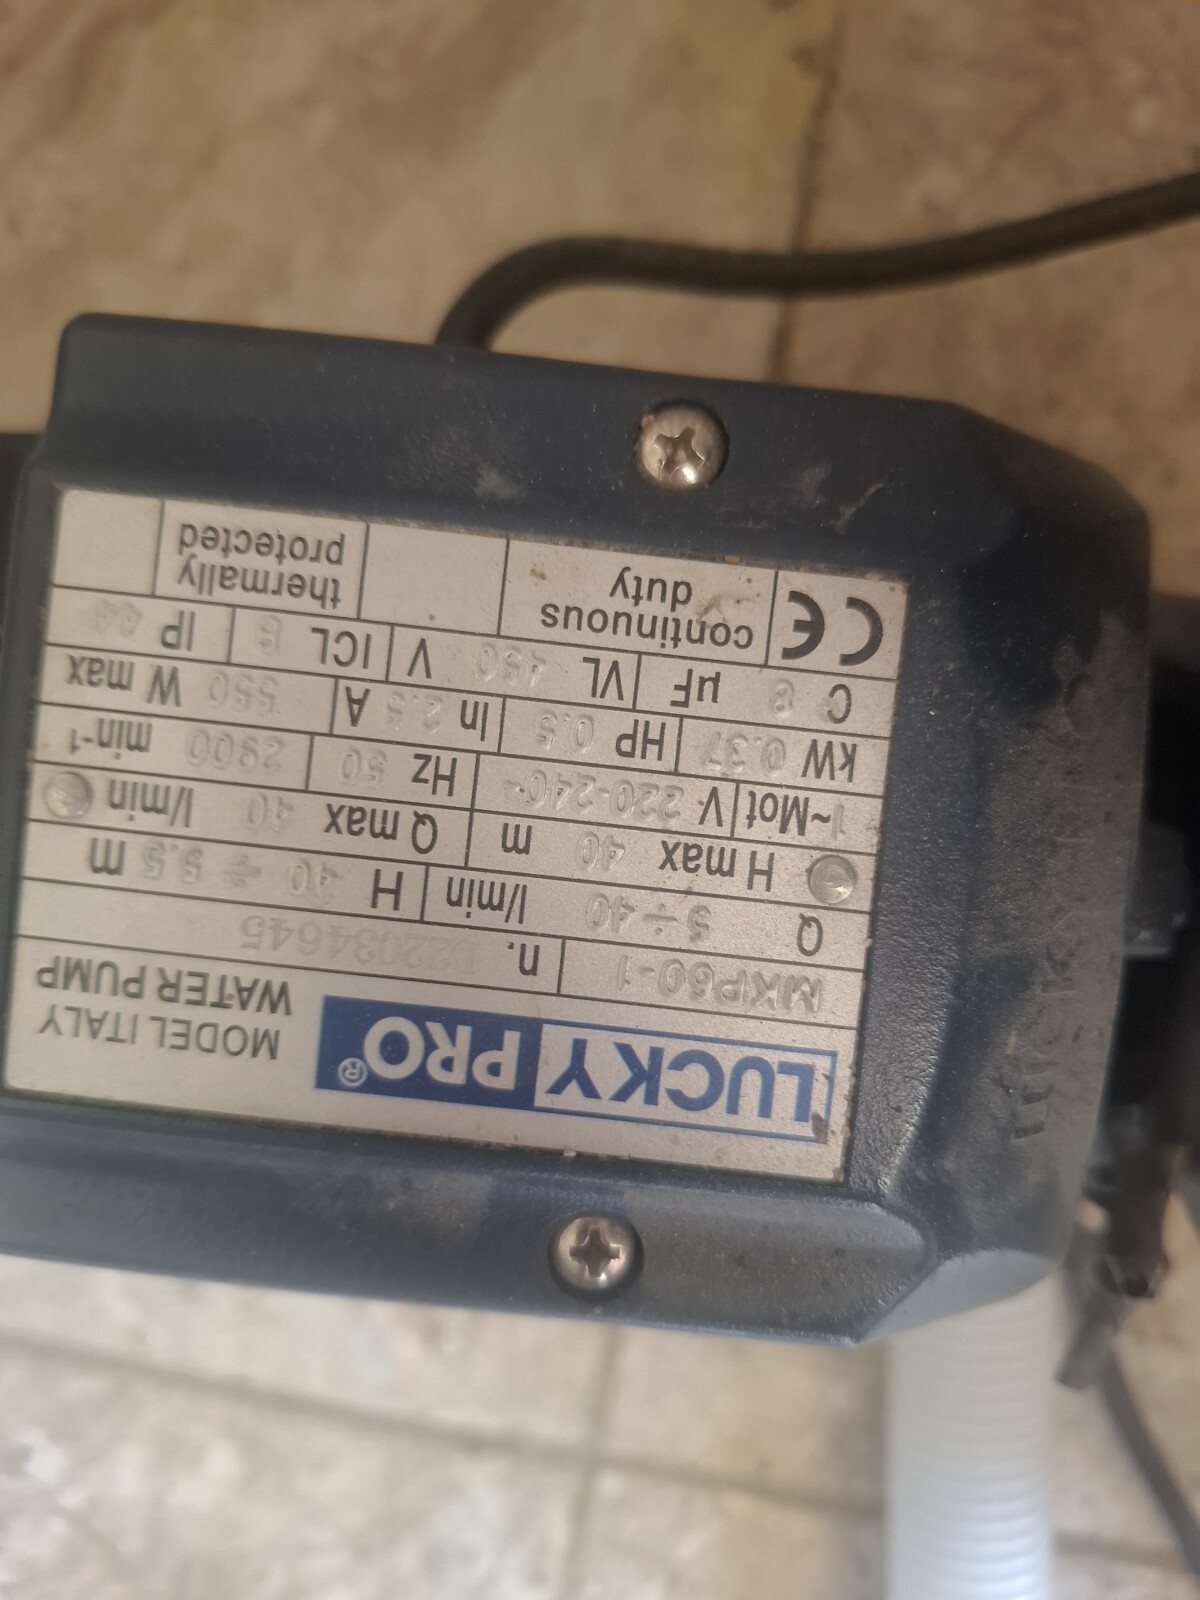 LUCKY PRO® MODEL ITALY
WATER PUMP
MKP60-1 n. 2034645
Q 5÷40 l/min H 40 ÷ 5.5 m
H max 40 m Q max 40 l/min
1~Mot V 220-240~ Hz 50 2900 min-1
kW 0.37 HP 0.5 In 2.5 A 550 W max
C 8 µF VL 450 V ICL IP 44
CE continuous duty thermally protected